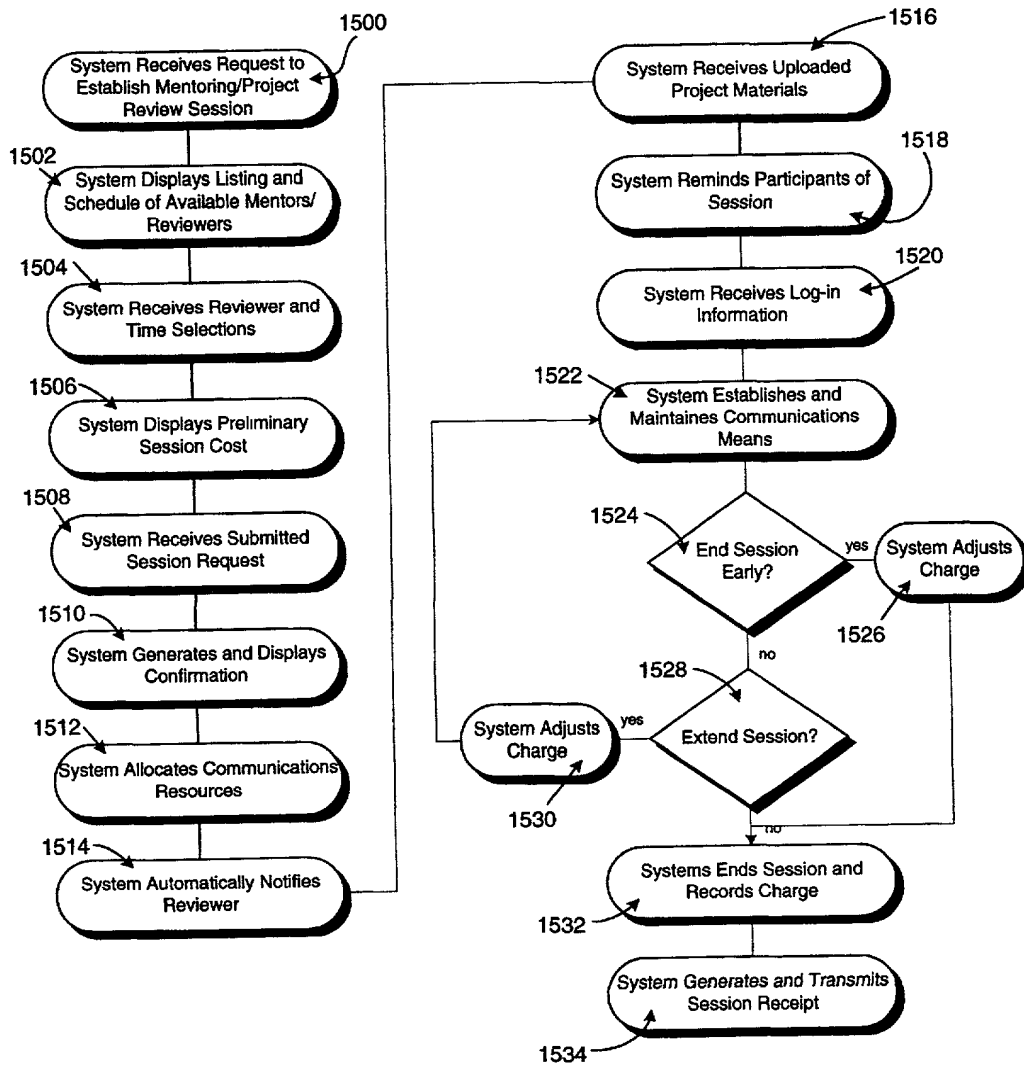 1500
System Receives Request to
Establish Mentoring/Project
Review Session
1502
System Displays Listing and
Schedule of Available Mentors/
Reviewers
1504
System Receives Reviewer and
Time Selections
1506
System Displays Preliminary
Session Cost
1508
System Receives Submitted
Session Request
1510
System Generates and Displays
Confirmation
1512
System Allocates Communications
Resources
1514
System Automatically Notifies
Reviewer
1516
System Receives Uploaded
Project Materials
1518
System Reminds Participants of
Session
1520
System Receives Log-in
Information
1522
System Establishes and
Maintaines Communications
Means
1524
End Session
Early?
yes
System Adjusts
Charge
1526
no
1528
Extend Session?
yes
System Adjusts
Charge
1530
no
Systems Ends Session and
Records Charge
1532
System Generates and Transmits
Session Receipt
1534